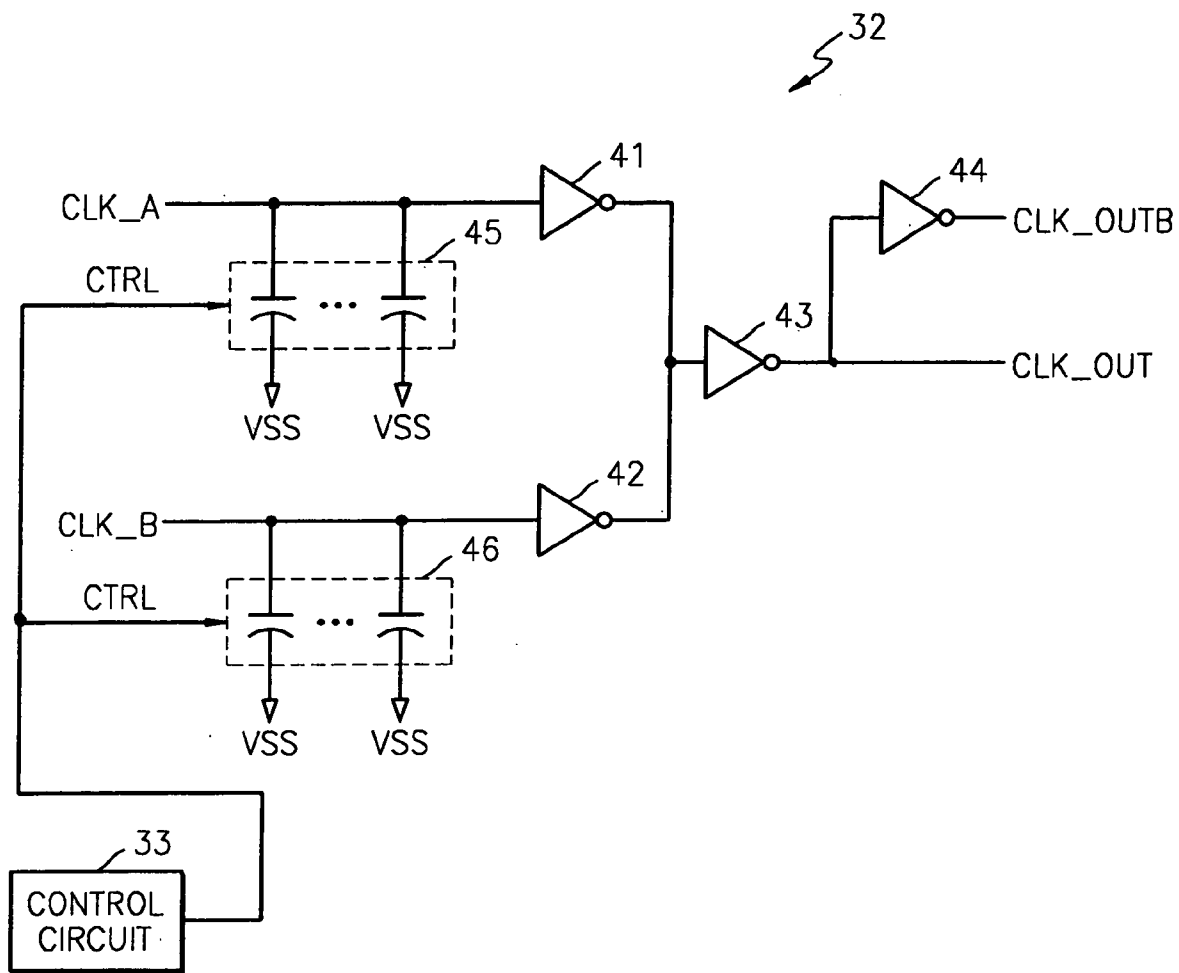 32
41
44
CLK_A
CLK_OUTB
45
CTRL
43
CLK_OUT
VSS VSS
42
CLK_B
46
CTRL
VSS VSS
33
CONTROL
CIRCUIT